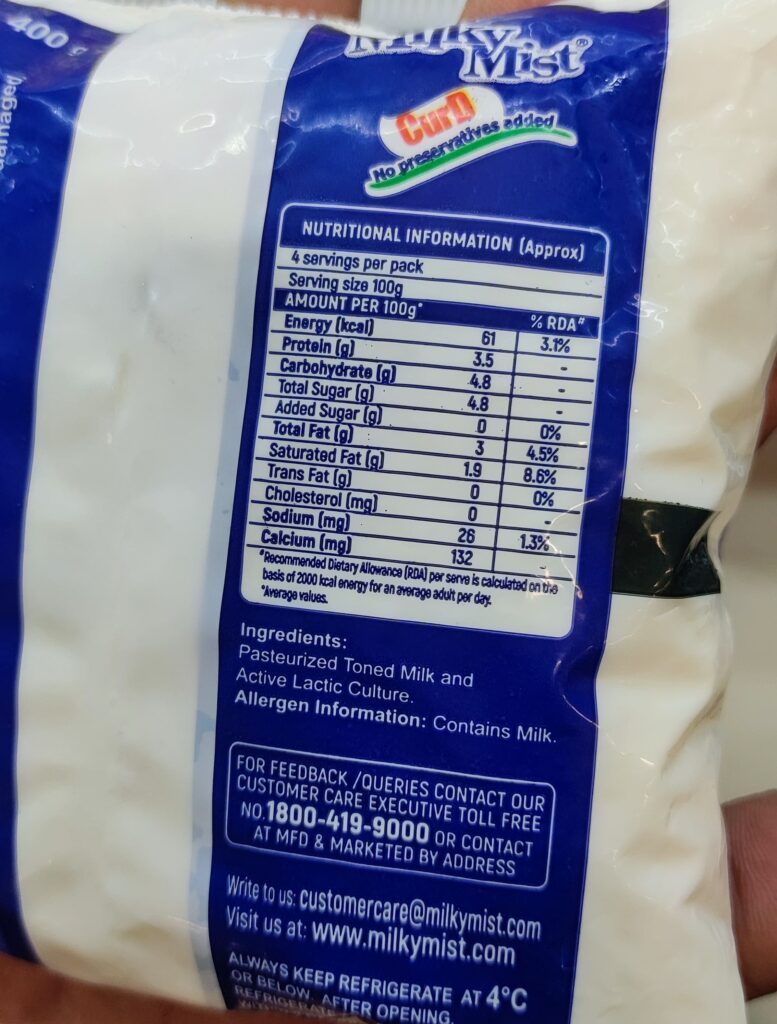 400 g
damaged
Milky
Mist®
CurD
No preservatives added
NUTRITIONAL INFORMATION (Approx)
4 servings per pack
Serving size 100g
AMOUNT PER 100g* % RDA#
Energy (kcal) 61 3.1%
Protein (g) 3.5 -
Carbohydrate (g) 4.8 -
Total Sugar (g) 4.8 -
Added Sugar (g) 0 0%
Total Fat (g) 3 4.5%
Saturated Fat (g) 1.9 8.6%
Trans Fat (g) 0 0%
Cholesterol (mg) 0 -
Sodium (mg) 26 1.3%
Calcium (mg) 132 -
#Recommended Dietary Allowance (RDA) per serve is calculated on the
basis of 2000 kcal energy for an average adult per day.
*Average values.
Ingredients:
Pasteurized Toned Milk and
Active Lactic Culture.
Allergen Information: Contains Milk.
FOR FEEDBACK /QUERIES CONTACT OUR
CUSTOMER CARE EXECUTIVE TOLL FREE
NO.1800-419-9000 OR CONTACT
AT MFD & MARKETED BY ADDRESS
Write to us: customercare@milkymist.com
Visit us at: www.milkymist.com
ALWAYS KEEP REFRIGERATE AT 4°C
OR BELOW. AFTER OPENING,
REFRIGERATE